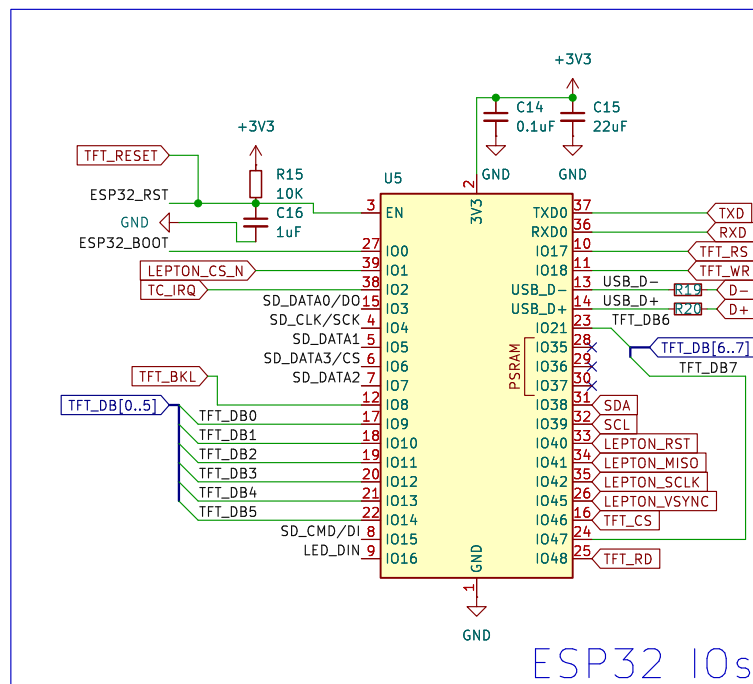 +3V3
C14
0.1uF
C15
22uF
GND
GND
+3V3
TFT_RESET
R15
10K
ESP32_RST
GND
C16
1uF
ESP32_BOOT
LEPTON_CS_N
TC_IRQ
SD_DATA0/DO
SD_CLK/SCK
SD_DATA1
SD_DATA3/CS
SD_DATA2
TFT_BKL
TFT_DB[0..5]
TFT_DB0
TFT_DB1
TFT_DB2
TFT_DB3
TFT_DB4
TFT_DB5
SD_CMD/DI
LED_DIN
U5
2
3V3
3 EN
27 IO0
39 IO1
38 IO2
15 IO3
4 IO4
5 IO5
6 IO6
7 IO7
12 IO8
17 IO9
18 IO10
19 IO11
20 IO12
21 IO13
22 IO14
8 IO15
9 IO16
PSRAM
TXD0 37 TXD
RXD0 36 RXD
IO17 10 TFT_RS
IO18 11 TFT_WR
USB_D- 13 USB_D- R19 D-
USB_D+ 14 USB_D+ R20 D+
IO21 23 TFT_DB6
IO35 28 TFT_DB[6..7]
IO36 29 TFT_DB7
IO37 30
IO38 31 SDA
IO39 32 SCL
IO40 33 LEPTON_RST
IO41 34 LEPTON_MISO
IO42 35 LEPTON_SCLK
IO45 26 LEPTON_VSYNC
IO46 16 TFT_CS
IO47 24
IO48 25 TFT_RD
GND
1
GND
ESP32 IOs